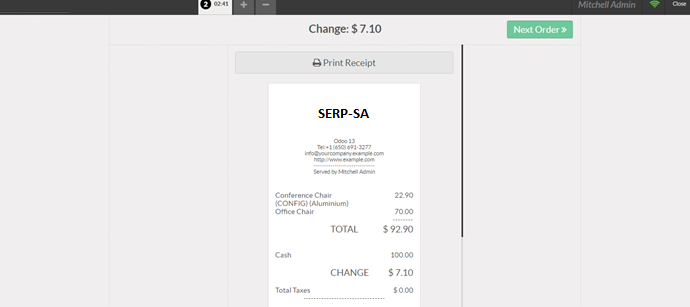 2 02:41 + −
Mitchell Admin
Close
Change: $ 7.10
Next Order »
Print Receipt
SERP-SA
Odoo 13
Tel:+1 (650) 691-3277
info@yourcompany.example.com
http://www.example.com
--------------------------------
Served by Mitchell Admin
Conference Chair 22.90
(CONFIG) (Aluminium)
Office Chair 70.00
--------
TOTAL $ 92.90
Cash 100.00
CHANGE $ 7.10
Total Taxes $ 0.00
--------------------------------